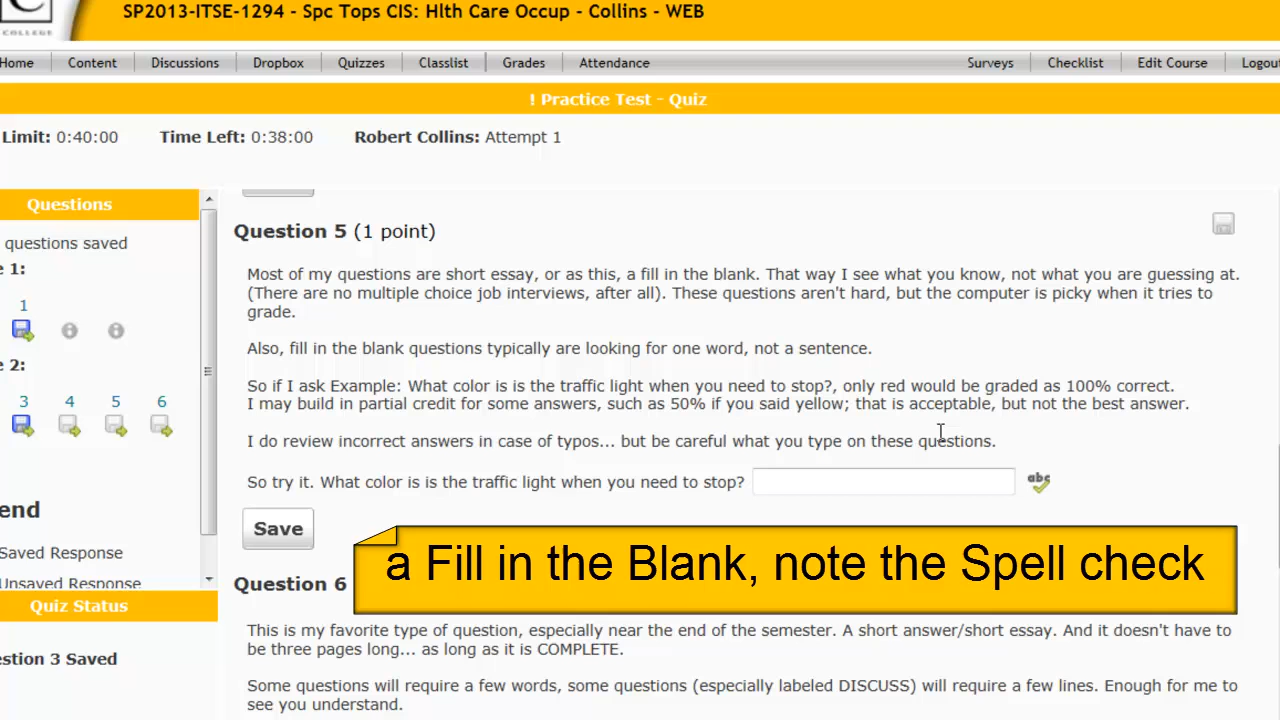 C
COLLEGE
SP2013-ITSE-1294 - Spc Tops CIS: Hlth Care Occup - Collins - WEB
Home Content Discussions Dropbox Quizzes Classlist Grades Attendance Surveys Checklist Edit Course Logou
! Practice Test - Quiz
Limit: 0:40:00 Time Left: 0:38:00 Robert Collins: Attempt 1
Questions
questions saved
e 1:
1
e 2:
3 4 5 6
end
Saved Response
Unsaved Response
Quiz Status
estion 3 Saved
Question 5 (1 point)
Most of my questions are short essay, or as this, a fill in the blank. That way I see what you know, not what you are guessing at.
(There are no multiple choice job interviews, after all). These questions aren't hard, but the computer is picky when it tries to
grade.
Also, fill in the blank questions typically are looking for one word, not a sentence.
So if I ask Example: What color is is the traffic light when you need to stop?, only red would be graded as 100% correct.
I may build in partial credit for some answers, such as 50% if you said yellow; that is acceptable, but not the best answer.
I do review incorrect answers in case of typos... but be careful what you type on these questions.
So try it. What color is is the traffic light when you need to stop? abc
Save
a Fill in the Blank, note the Spell check
Question 6
This is my favorite type of question, especially near the end of the semester. A short answer/short essay. And it doesn't have to
be three pages long... as long as it is COMPLETE.
Some questions will require a few words, some questions (especially labeled DISCUSS) will require a few lines. Enough for me to
see you understand.